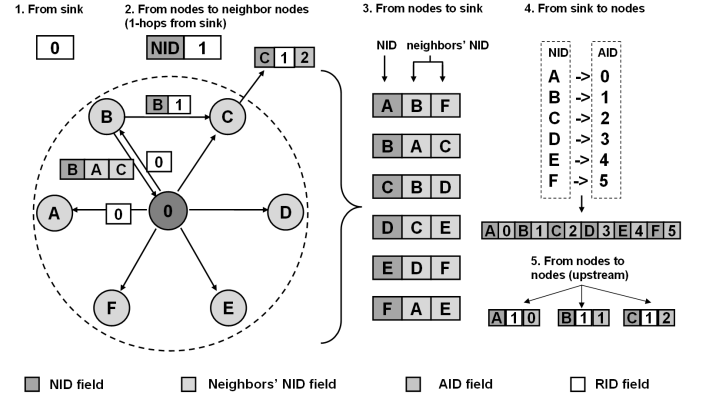 1. From sink
0
2. From nodes to neighbor nodes
(1-hops from sink)
NID 1
C 1 2
B 1
B
C
0
B A C
A
0
0
D
F
E
3. From nodes to sink
NID neighbors' NID
A B F
B A C
C B D
D C E
E D F
F A E
4. From sink to nodes
NID AID
A -> 0
B -> 1
C -> 2
D -> 3
E -> 4
F -> 5
A 0 B 1 C 2 D 3 E 4 F 5
5. From nodes to
nodes (upstream)
A 1 0 B 1 1 C 1 2
NID field Neighbors' NID field AID field RID field